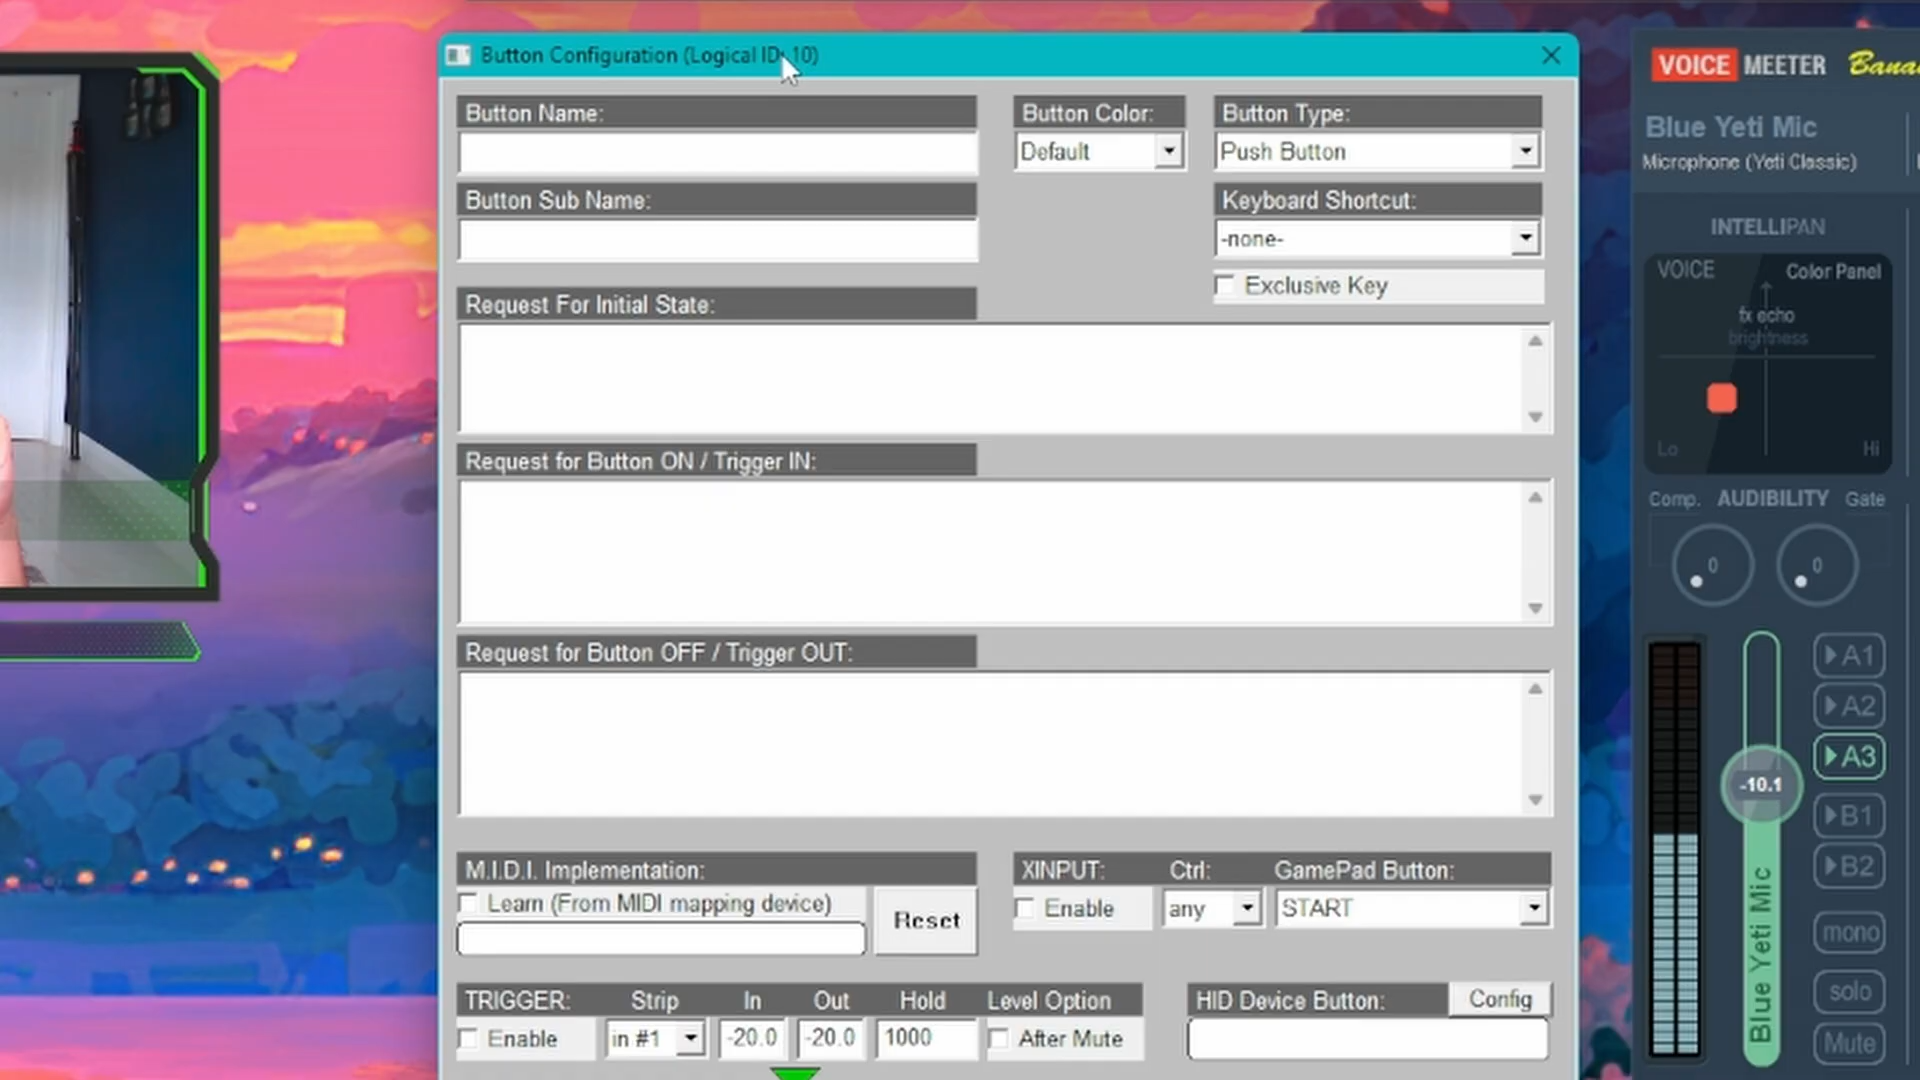 Button Configuration (Logical ID: 10)
Button Name:
Button Color:
Button Type:
Default
Push Button
Button Sub Name:
Keyboard Shortcut:
-none-
Exclusive Key
Request For Initial State:
Request for Button ON / Trigger IN:
Request for Button OFF / Trigger OUT:
M.I.D.I. Implementation:
Learn (From MIDI mapping device)
Reset
XINPUT:
Ctrl:
GamePad Button:
Enable
any
START
TRIGGER:
Strip
In
Out
Hold
Level Option
Enable
in #1
-20.0
-20.0
1000
After Mute
HID Device Button:
Config
VOICE MEETER
Blue Yeti Mic
Microphone (Yeti Classic)
INTELLIPAN
VOICE
Color Panel
fx echo
brightness
Lo
Hi
Comp.
AUDIBILITY
Gate
0
0
A1
A2
A3
-10.1
B1
B2
Blue Yeti Mic
mono
solo
Mute